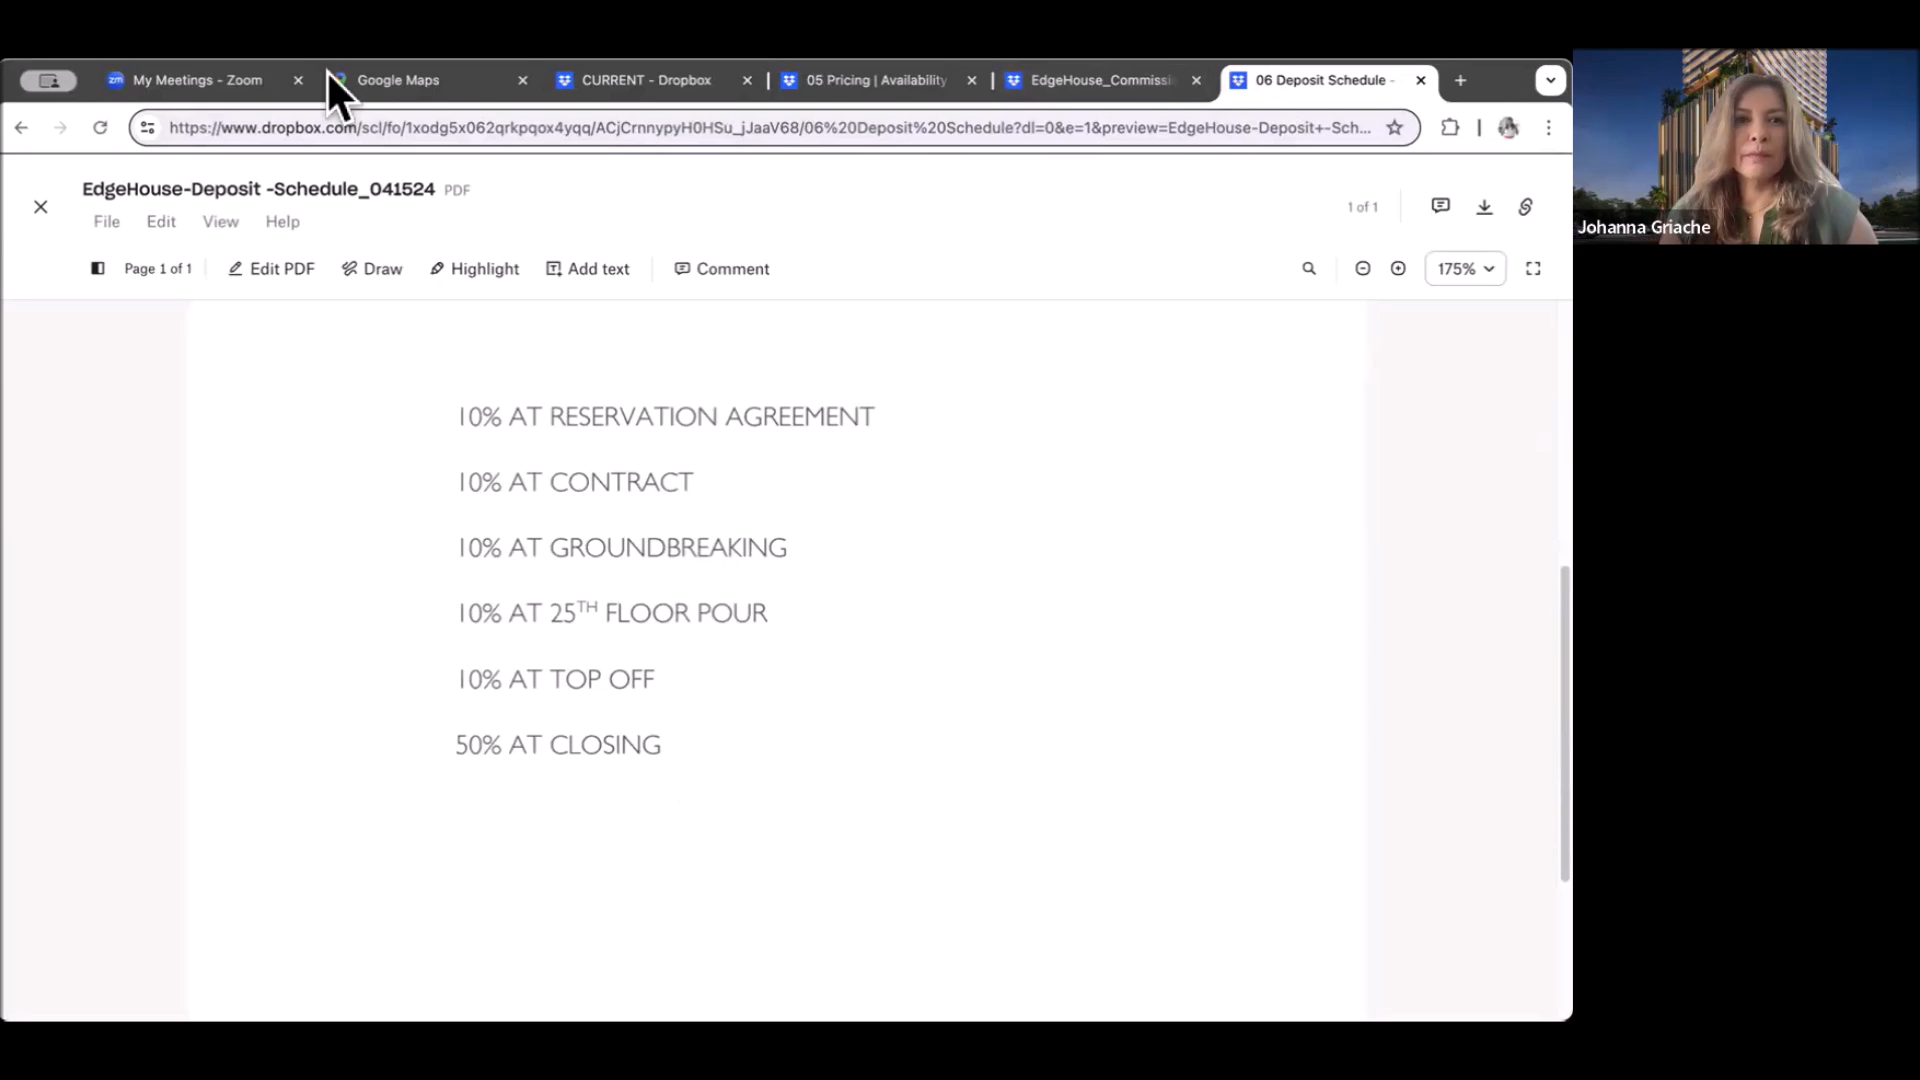 My Meetings - Zoom
Google Maps
CURRENT - Dropbox
05 Pricing | Availability
EdgeHouse_Commissi
06 Deposit Schedule -
https://www.dropbox.com/scl/fo/1xodg5x062qrkpqox4yqq/ACjCrnnypyH0HSu_jJaaV68/06%20Deposit%20Schedule?dl=0&e=1&preview=EdgeHouse-Deposit+-Sch...
EdgeHouse-Deposit -Schedule_041524 PDF
1 of 1
File Edit View Help
Page 1 of 1 Edit PDF Draw Highlight Add text Comment 175%
Johanna Griache
10% AT RESERVATION AGREEMENT
10% AT CONTRACT
10% AT GROUNDBREAKING
10% AT 25TH FLOOR POUR
10% AT TOP OFF
50% AT CLOSING